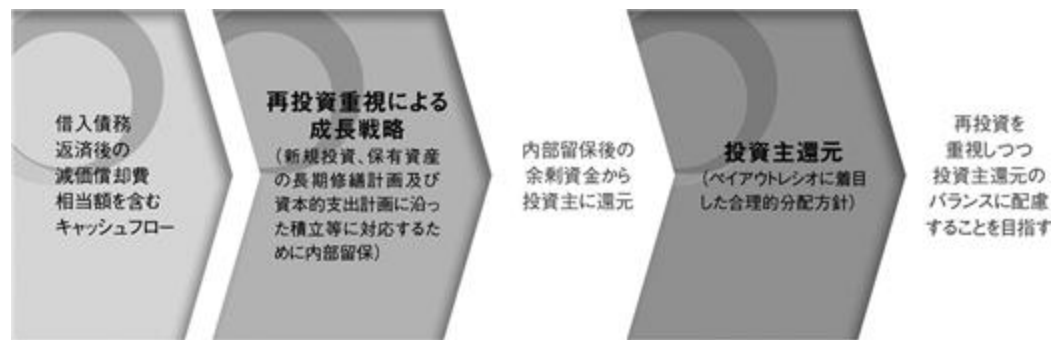 借入債務
返済後の
減価償却費
相当額を含む
キャッシュフロー
再投資重視による
成長戦略
(新規投資、保有資産
の長期修繕計画及び
資本的支出計画に沿っ
た積立等に対応するた
めに内部留保)
内部留保後の
余剰資金から
投資主に還元
投資主還元
(ペイアウトレシオに着目
した合理的分配方針)
再投資を
重視しつつ
投資主還元の
バランスに配慮
することを目指す